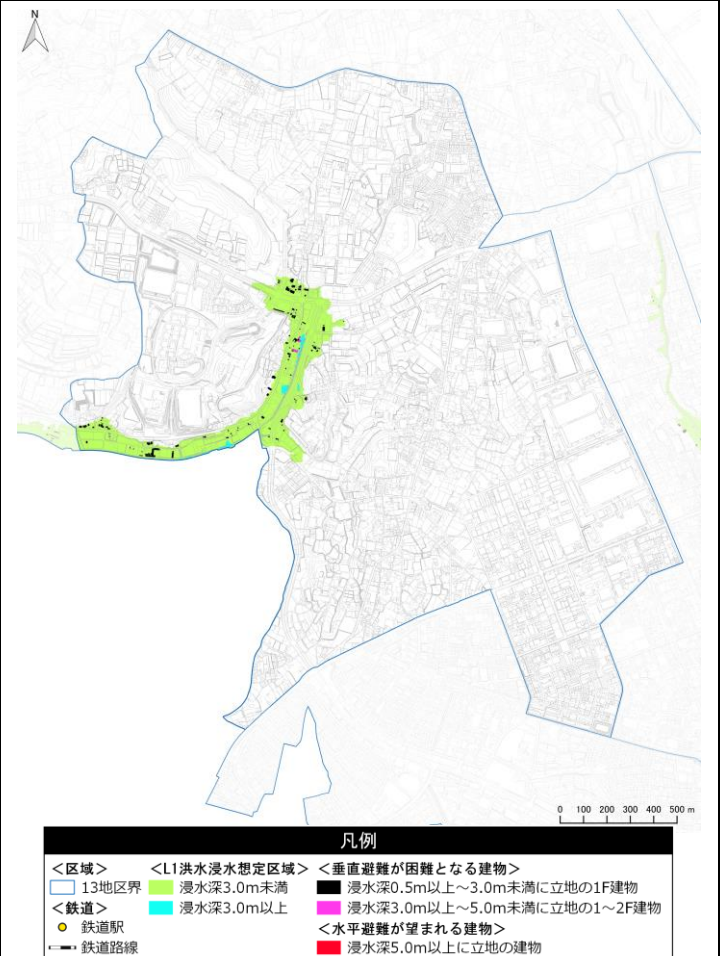 N
0 100 200 300 400 500 m
凡例
＜区域＞ ＜L1洪水浸水想定区域＞ ＜垂直避難が困難となる建物＞
13地区界 浸水深3.0m未満 浸水深0.5m以上～3.0m未満に立地の1F建物
＜鉄道＞ 浸水深3.0m以上 浸水深3.0m以上～5.0m未満に立地の1～2F建物
鉄道駅 ＜水平避難が望まれる建物＞
鉄道路線 浸水深5.0m以上に立地の建物